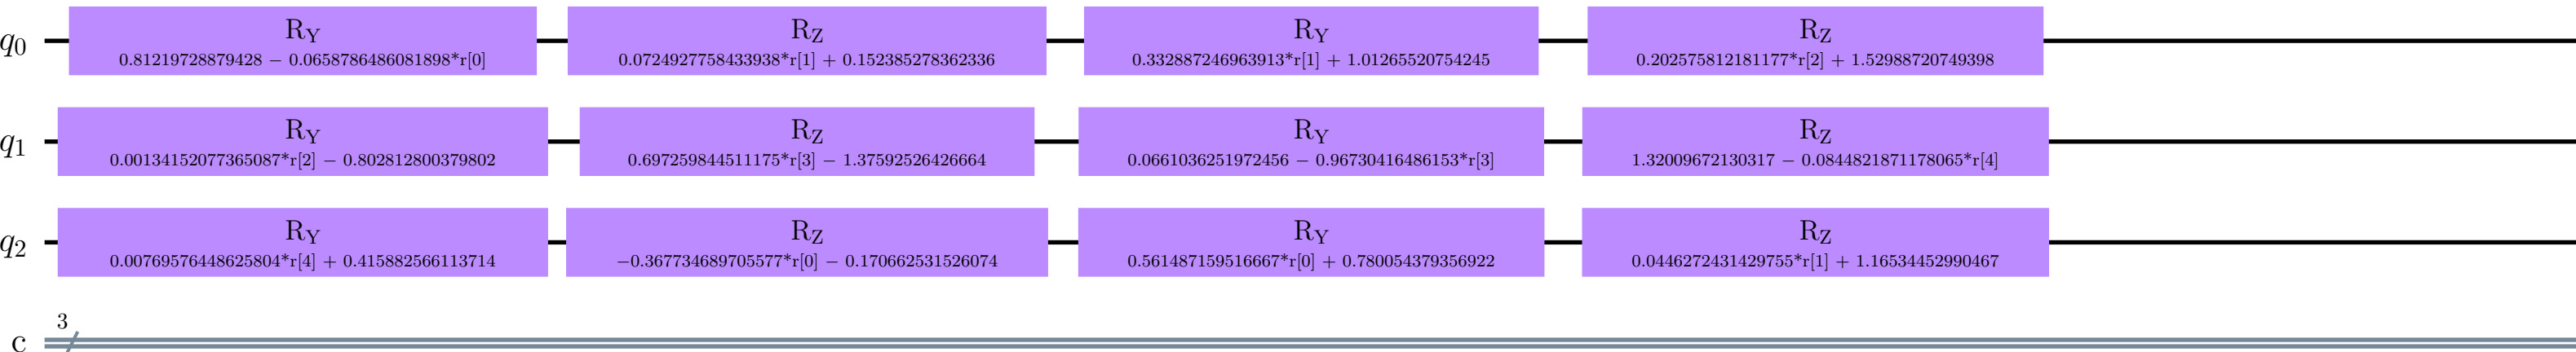 q0 RY RZ RY RZ
0.81219728879428 − 0.0658786486081898*r[0] 0.0724927758433938*r[1] + 0.152385278362336 0.332887246963913*r[1] + 1.01265520754245 0.202575812181177*r[2] + 1.52988720749398
q1 RY RZ RY RZ
0.00134152077365087*r[2] − 0.802812800379802 0.697259844511175*r[3] − 1.37592526426664 0.0661036251972456 − 0.96730416486153*r[3] 1.32009672130317 − 0.0844821871178065*r[4]
q2 RY RZ RY RZ
0.00769576448625804*r[4] + 0.415882566113714 −0.367734689705577*r[0] − 0.170662531526074 0.561487159516667*r[0] + 0.780054379356922 0.0446272431429755*r[1] + 1.16534452990467
3
c